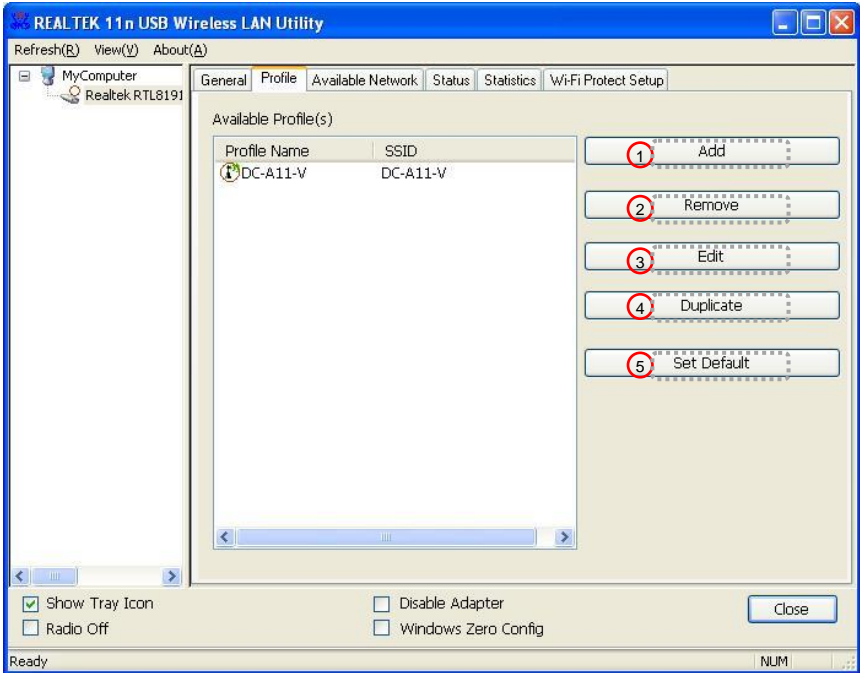 REALTEK 11n USB Wireless LAN Utility
Refresh(R) View(V) About(A)
MyComputer
Realtek RTL8191
General Profile Available Network Status Statistics Wi-Fi Protect Setup
Available Profile(s)
Profile Name SSID
DC-A11-V DC-A11-V
1 Add
2 Remove
3 Edit
4 Duplicate
5 Set Default
Show Tray Icon
Radio Off
Disable Adapter
Windows Zero Config
Close
Ready NUM